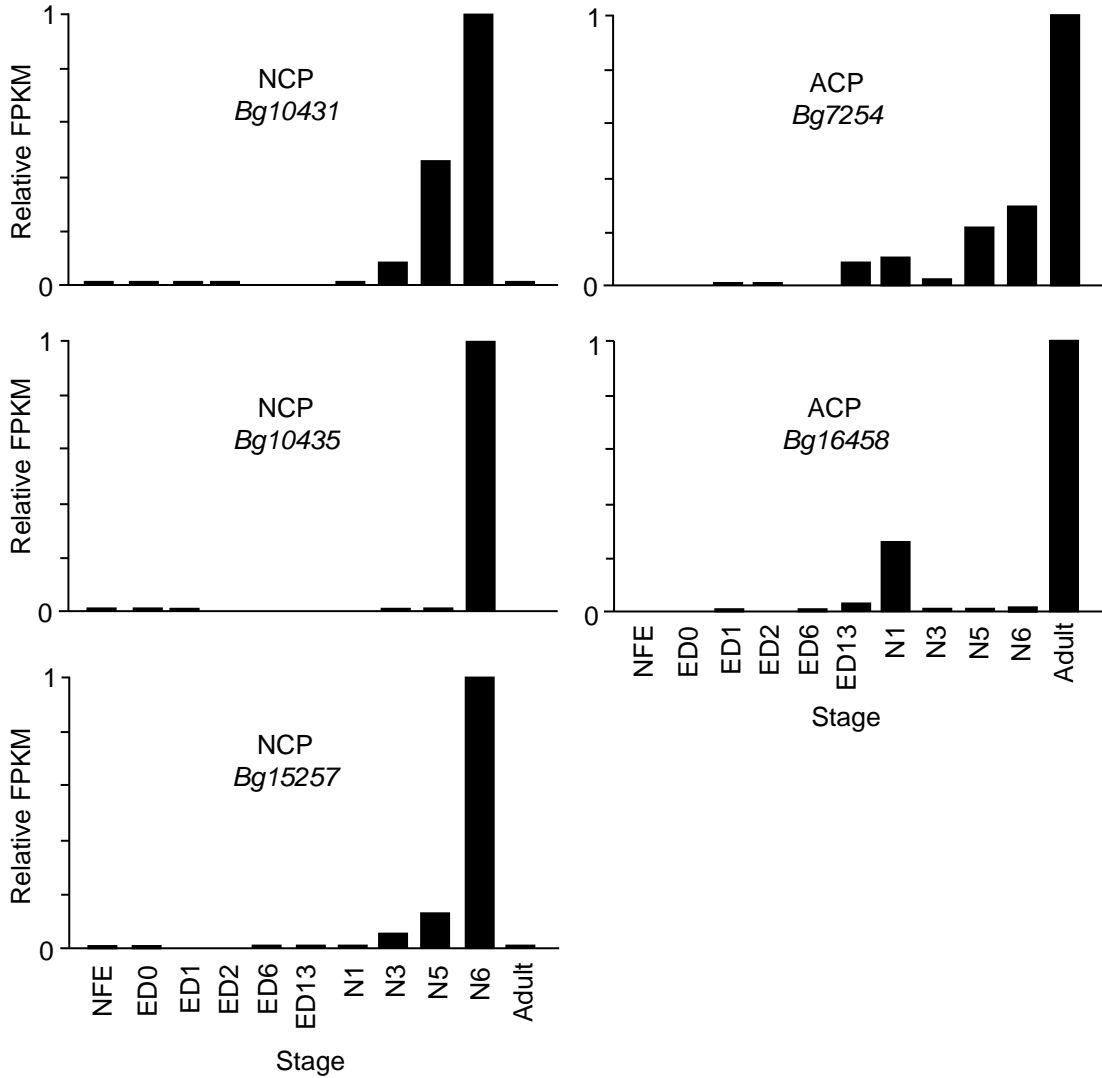 1
NCP
Bg10431
Relative FPKM
0
1
ACP
Bg7254
0
1
NCP
Bg10435
Relative FPKM
0
1
ACP
Bg16458
0
NFE
ED0
ED1
ED2
ED6
ED13
N1
N3
N5
N6
Adult
Stage
1
NCP
Bg15257
Relative FPKM
0
NFE
ED0
ED1
ED2
ED6
ED13
N1
N3
N5
N6
Adult
Stage